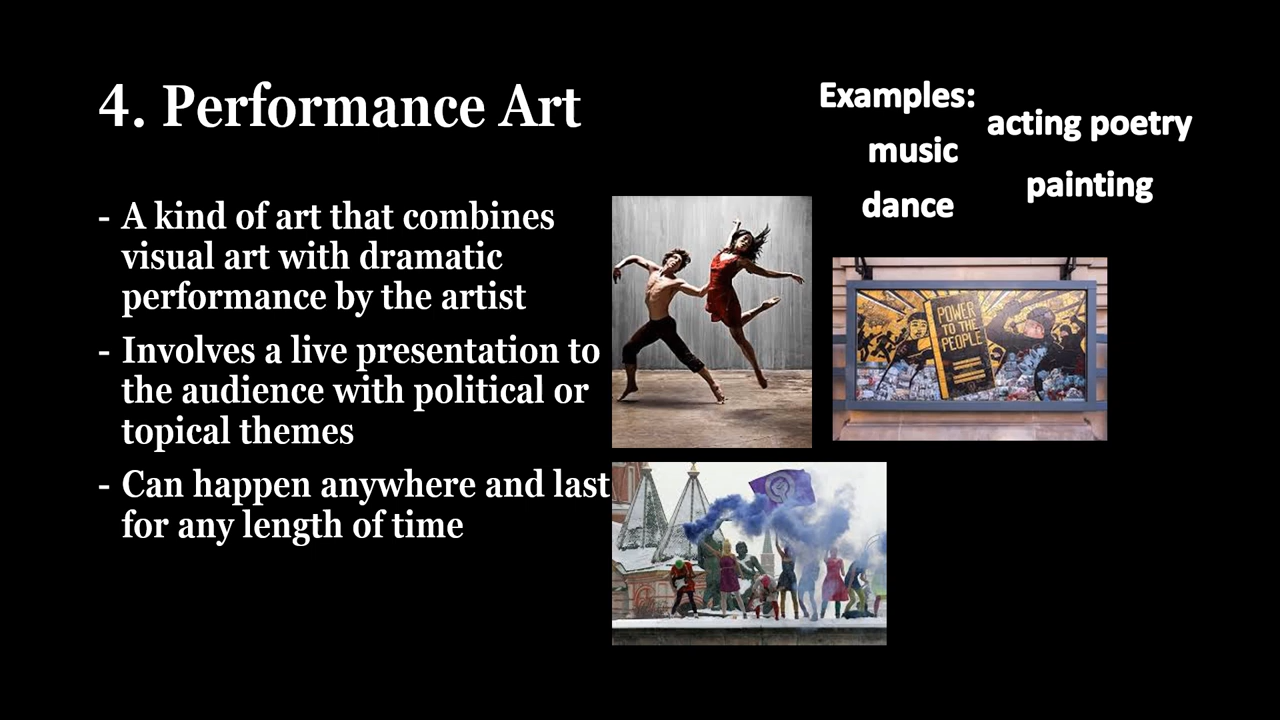 4. Performance Art
- A kind of art that combines
visual art with dramatic
performance by the artist
- Involves a live presentation to
the audience with political or
topical themes
- Can happen anywhere and last
for any length of time
Examples:
music
dance
acting poetry
painting
POWER
TO THE
PEOPLE